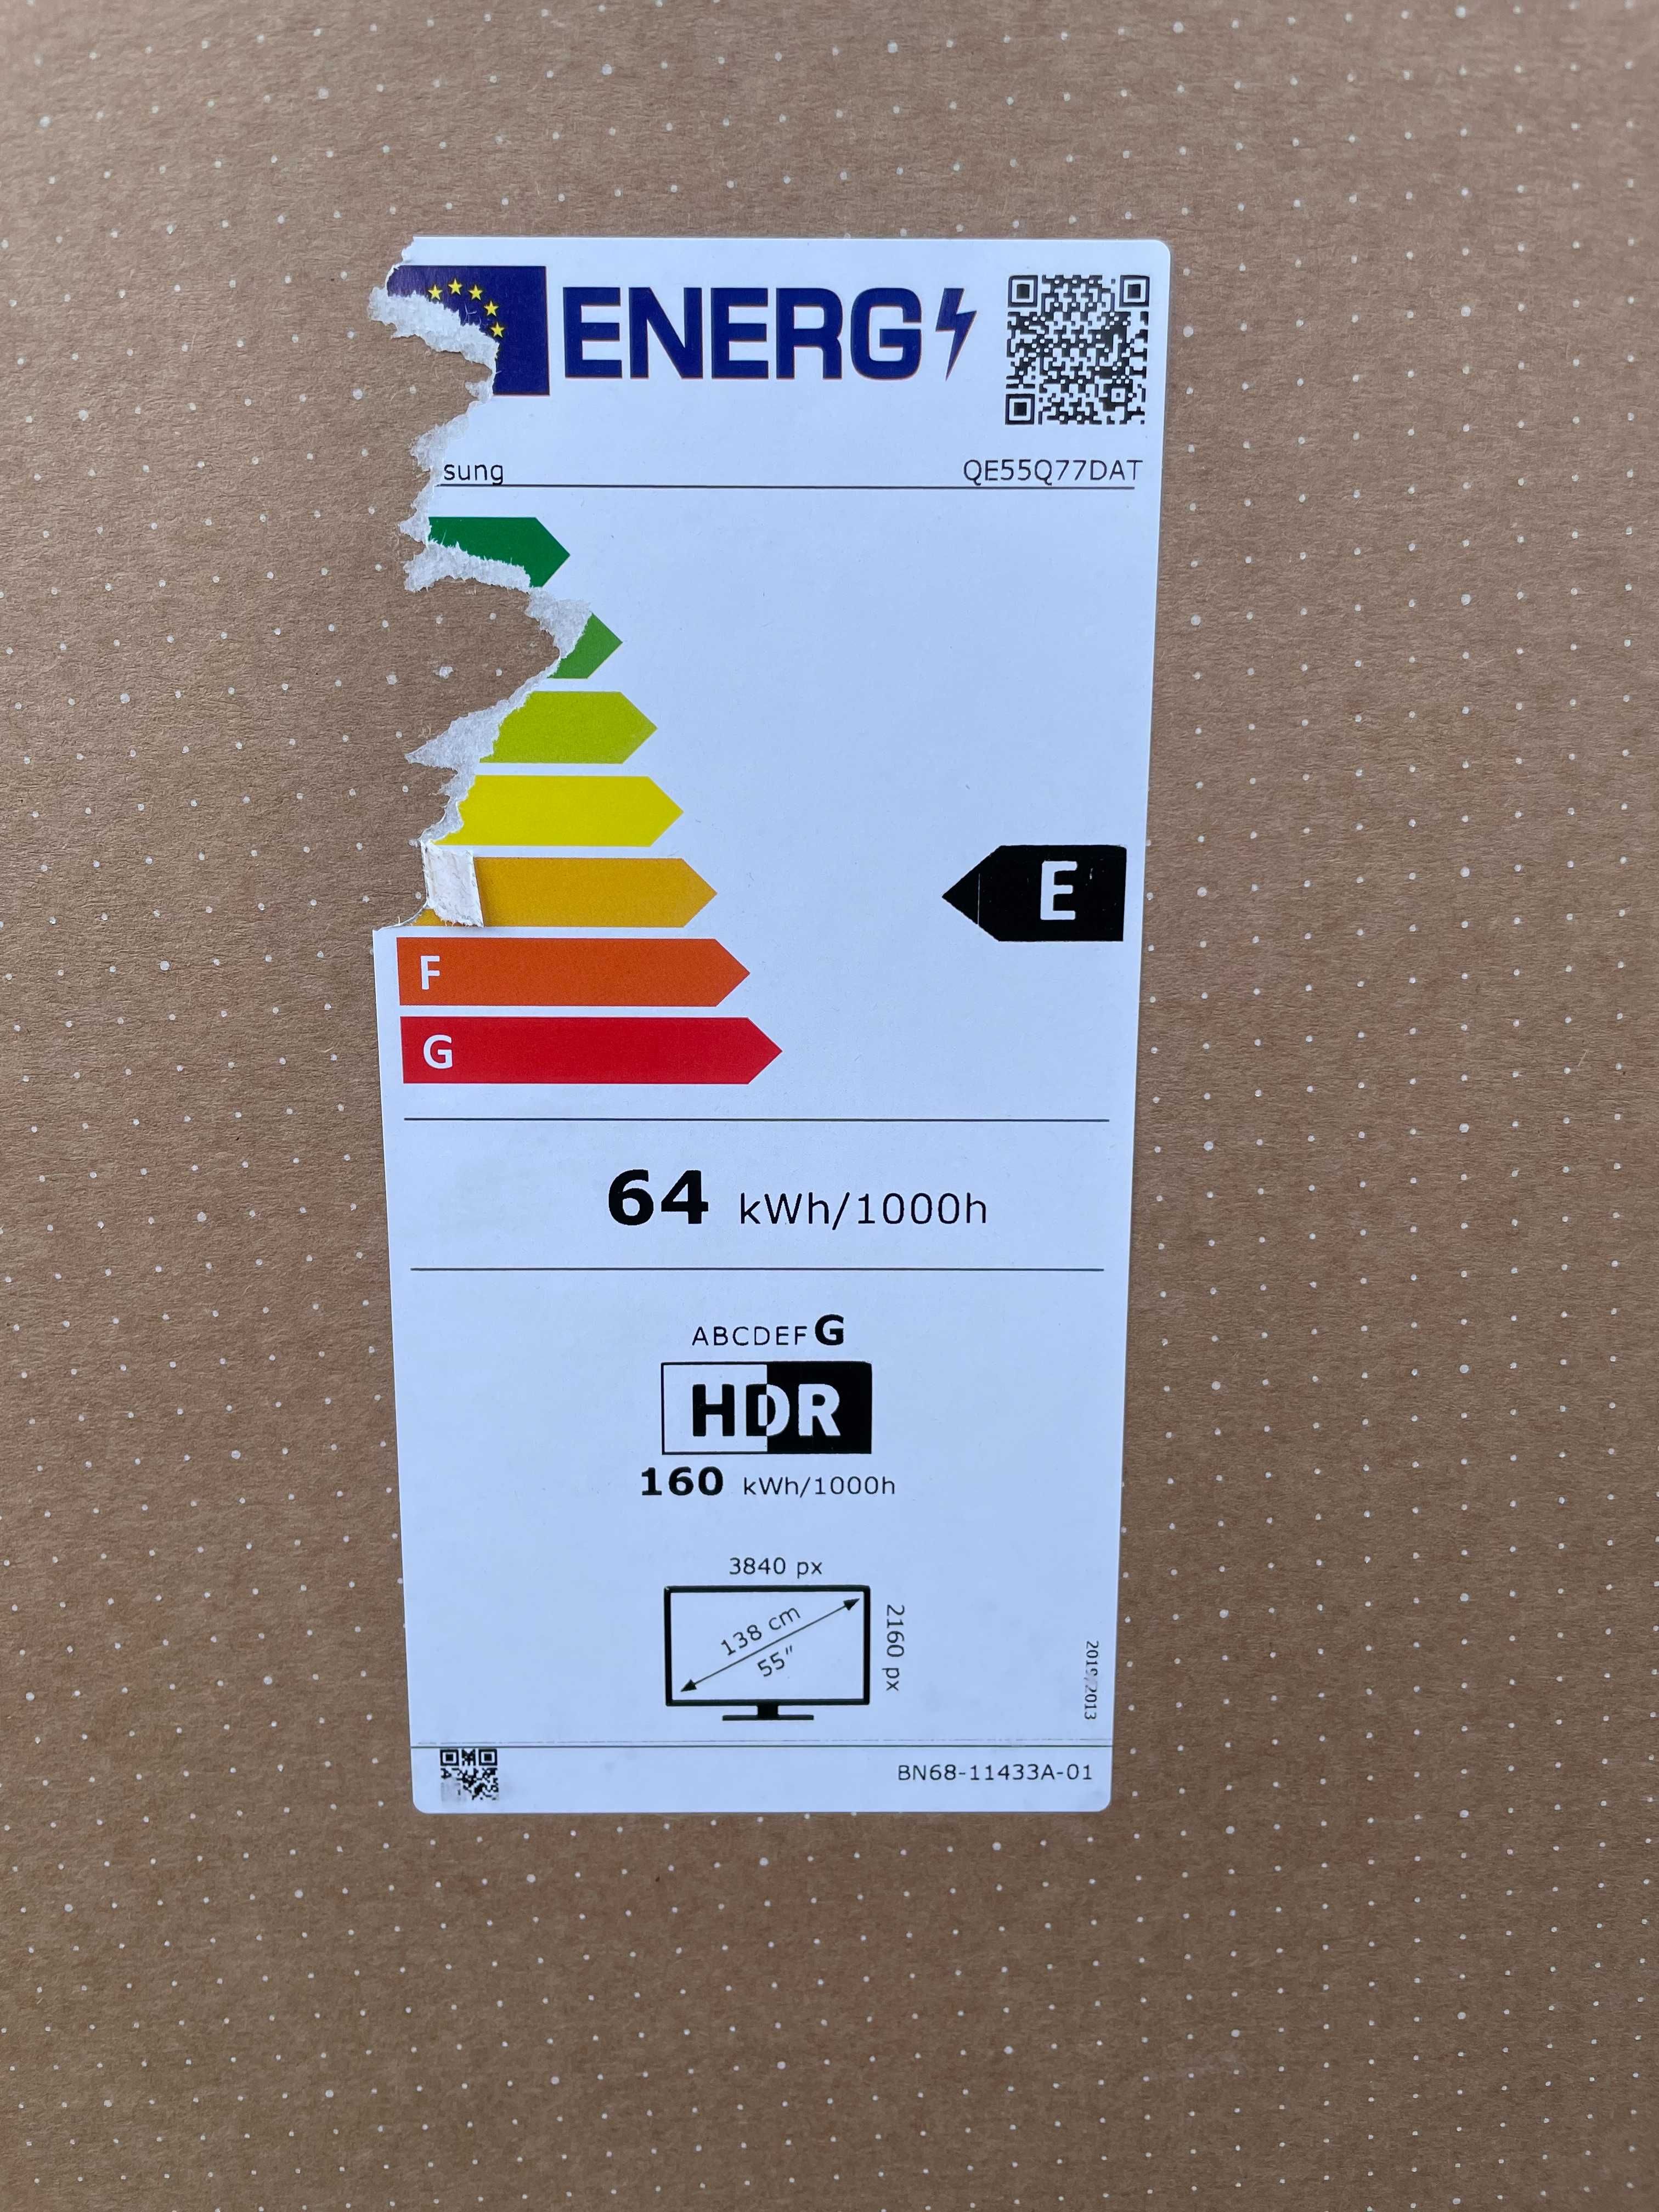 ENERG
sung
QE55Q77DAT
E
F
G
64 kWh/1000h
ABCDEFG
HDR
160 kWh/1000h
3840 px
138 cm
55"
2160 px
2019/2013
BN68-11433A-01